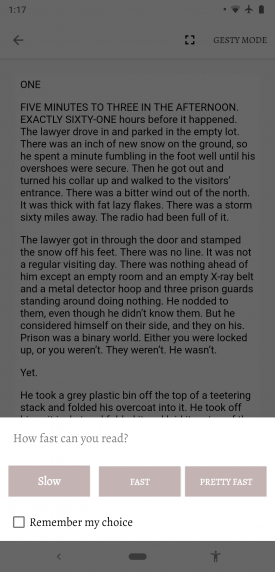 1:17
GESTY MODE
ONE
FIVE MINUTES TO THREE IN THE AFTERNOON.
EXACTLY SIXTY-ONE hours before it happened.
The lawyer drove in and parked in the empty lot.
There was an inch of new snow on the ground, so
he spent a minute fumbling in the foot well until his
overshoes were secure. Then he got out and
turned his collar up and walked to the visitors'
entrance. There was a bitter wind out of the north.
It was thick with fat lazy flakes. There was a storm
sixty miles away. The radio had been full of it.
The lawyer got in through the door and stamped
the snow off his feet. There was no line. It was not
a regular visiting day. There was nothing ahead of
him except an empty room and an empty X-ray belt
and a metal detector hoop and three prison guards
standing around doing nothing. He nodded to
them, even though he didn't know them. But he
considered himself on their side, and they on his.
Prison was a binary world. Either you were locked
up, or you weren't. They weren't. He wasn't.
Yet.
He took a grey plastic bin off the top of a teetering
stack and folded his overcoat into it. He took off
How fast can you read?
Slow
FAST
PRETTY FAST
Remember my choice